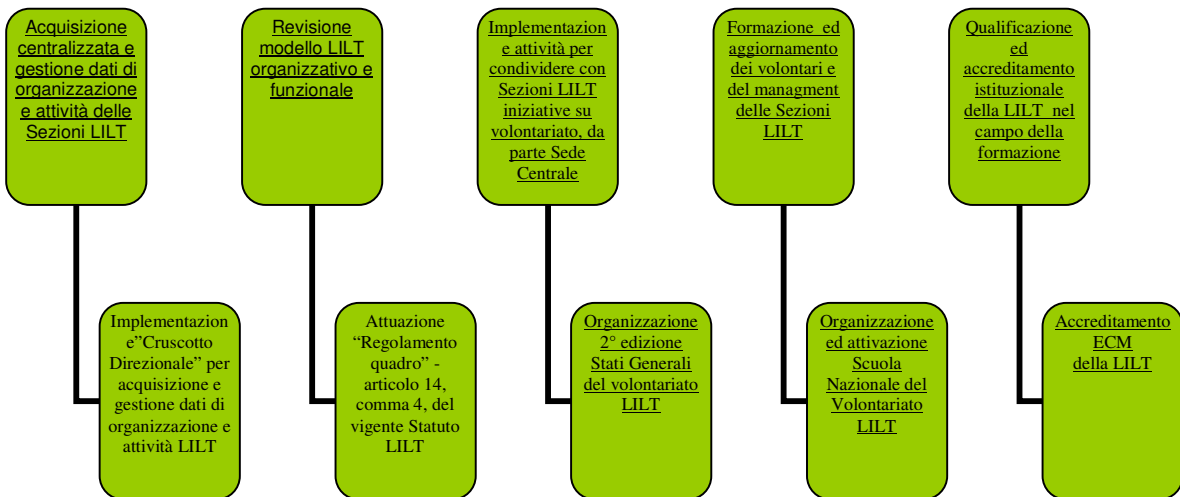 Acquisizione
centralizzata e
gestione dati di
organizzazione
e attività delle
Sezioni LILT
Revisione
modello LILT
organizzativo e
funzionale
Implementazion
e attività per
condividere con
Sezioni LILT
iniziative su
volontariato, da
parte Sede
Centrale
Formazione ed
aggiornamento
dei volontari e
del managment
delle Sezioni
LILT
Qualificazione
ed
accreditamento
istituzionale
della LILT nel
campo della
formazione
Implementazion
e"Cruscotto
Direzionale" per
acquisizione e
gestione dati di
organizzazione e
attività LILT
Attuazione
“Regolamento
quadro” -
articolo 14,
comma 4, del
vigente Statuto
LILT
Organizzazione
2° edizione
Stati Generali
del volontariato
LILT
Organizzazione
ed attivazione
Scuola
Nazionale del
Volontariato
LILT
Accreditamento
ECM
della LILT